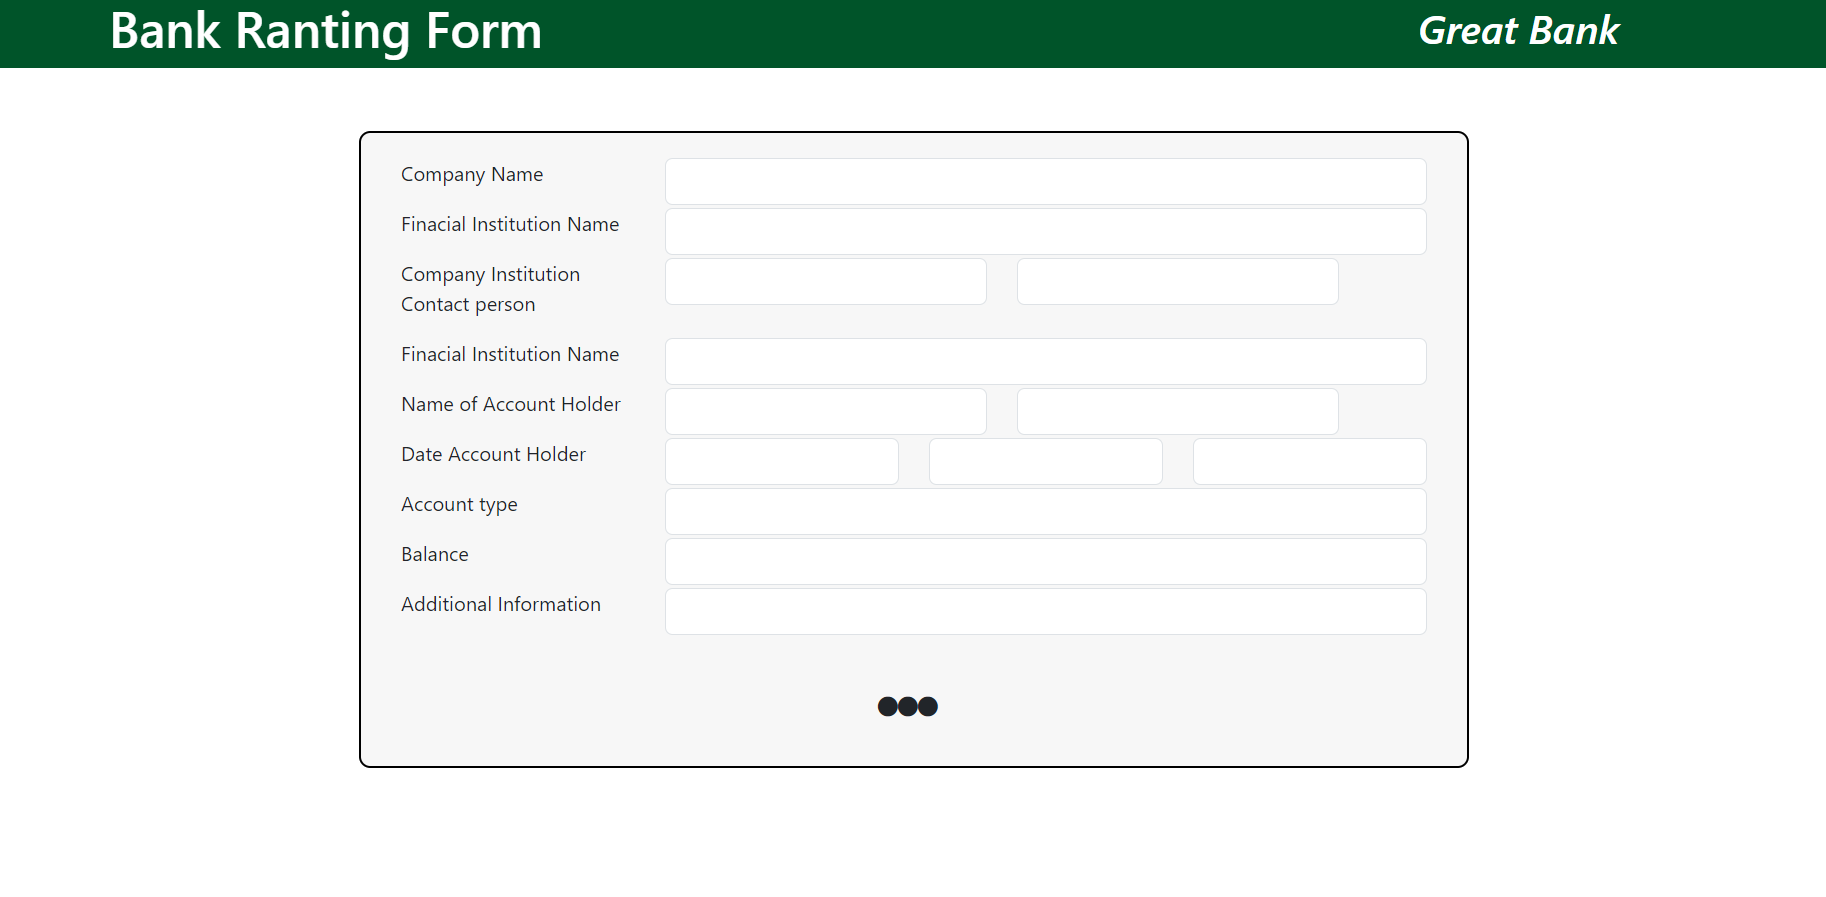 Bank Ranting Form
Great Bank
Company Name
Finacial Institution Name
Company Institution
Contact person
Finacial Institution Name
Name of Account Holder
Date Account Holder
Account type
Balance
Additional Information